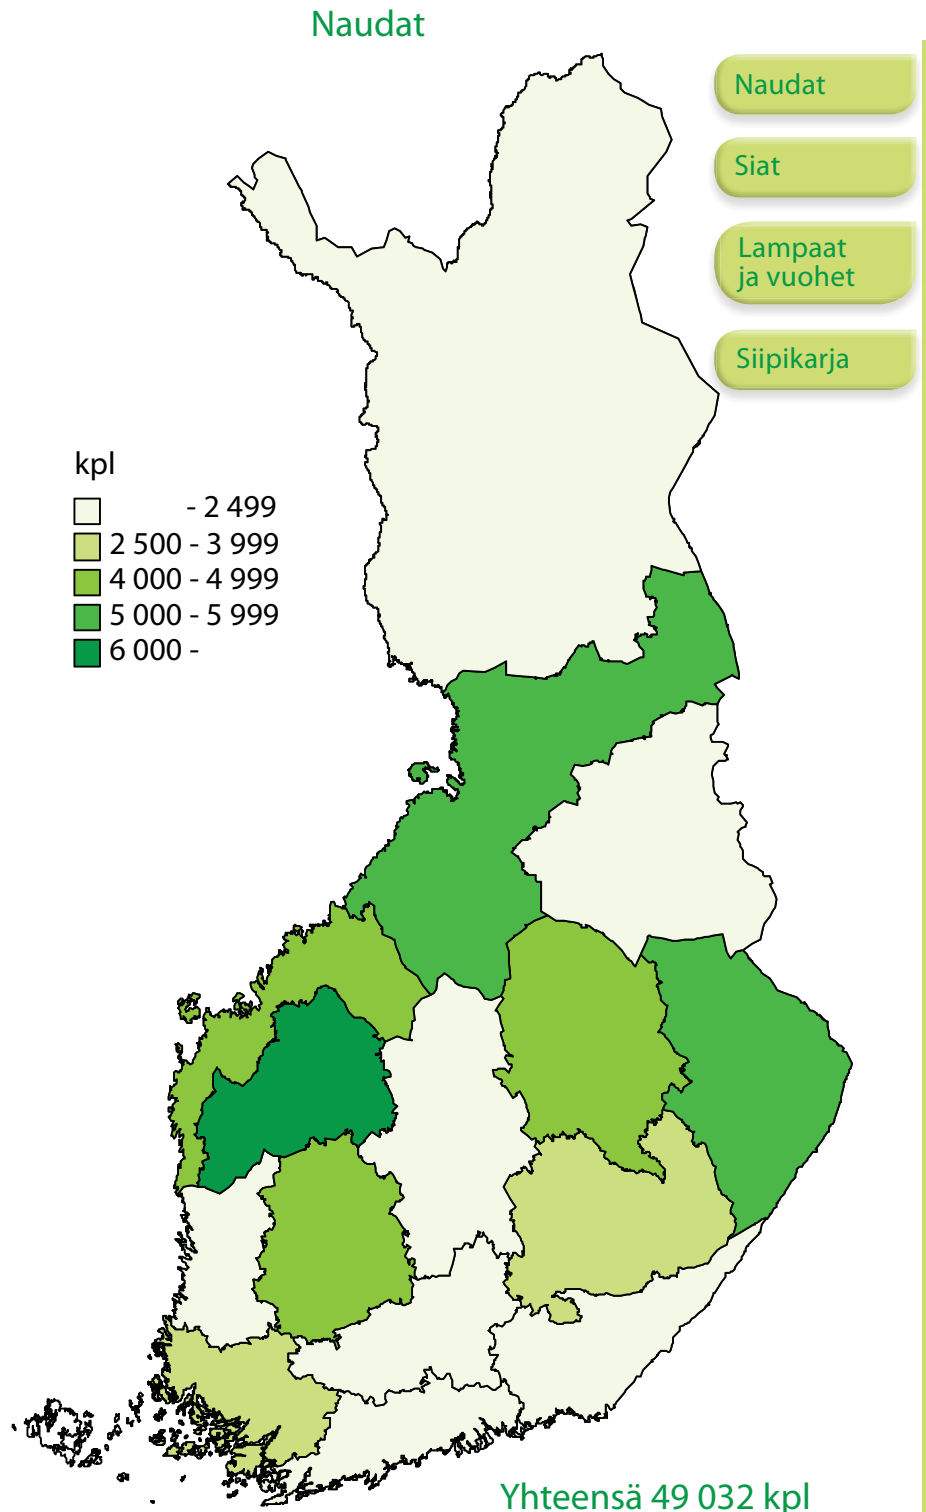 Naudat
Naudat
Siat
Lampaat
ja vuohet
Siipikarja
kpl
- 2 499
2 500 - 3 999
4 000 - 4 999
5 000 - 5 999
6 000 -
Yhteensä 49 032 kpl